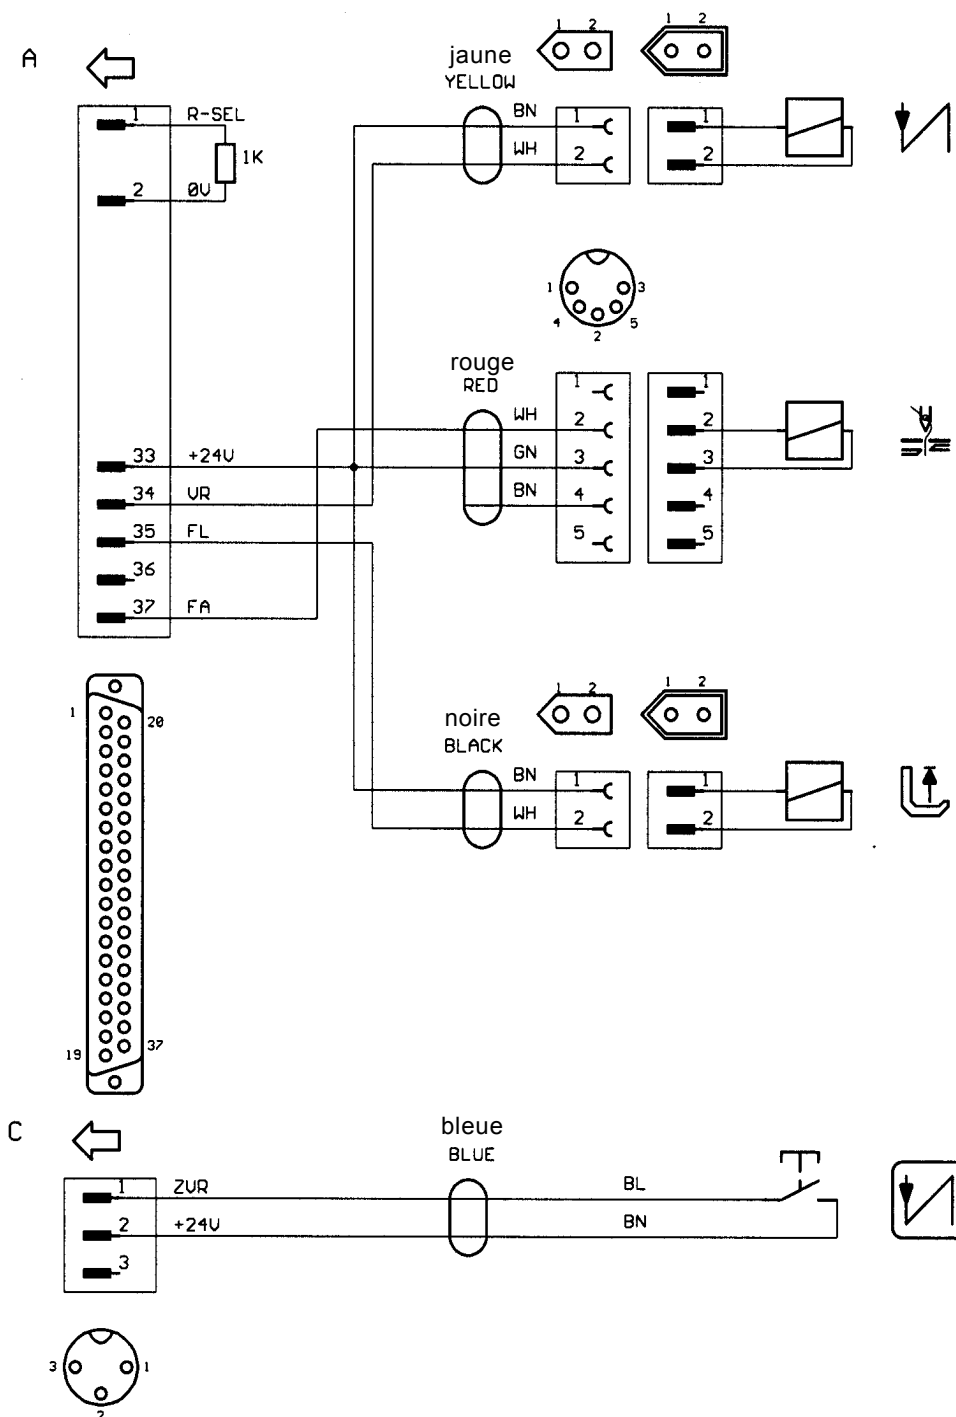 A
jaune
YELLOW
1 2
1 2
1 R-SEL
1K
2 0V
BN 1 1
WH 2 2
1 3
4 2 5
rouge
RED
1 1
WH 2 2
GN 3 3
BN 4 4
5 5
33 +24V
34 VR
35 FL
36
37 FA
1 20
19 37
noire
BLACK
1 2
1 2
BN 1 1
WH 2 2
C
bleue
BLUE
1 ZVR BL
2 +24V BN
3
3 1
2